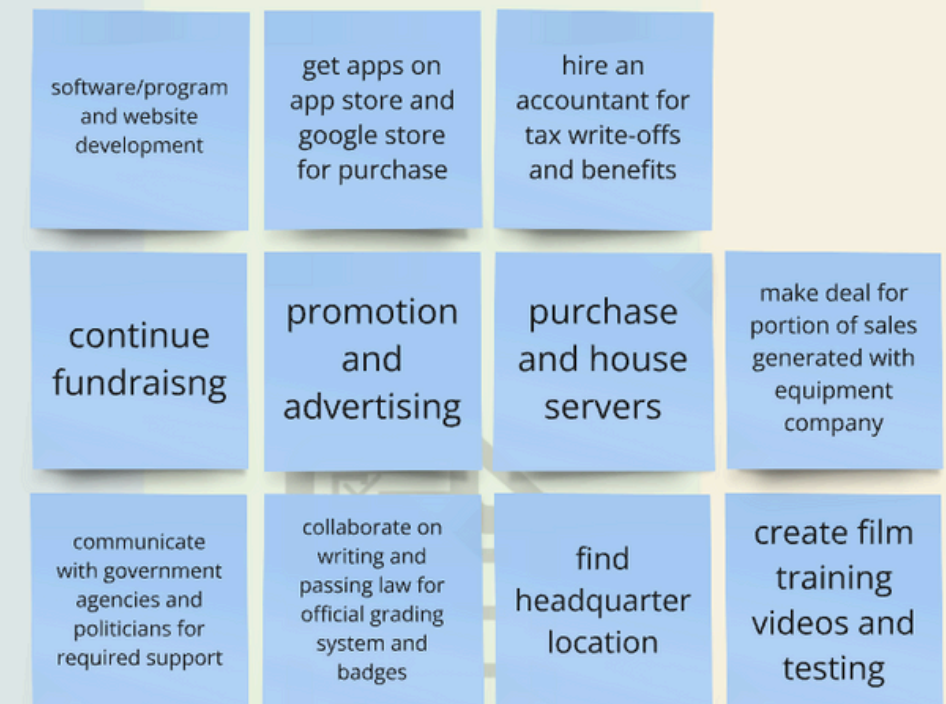 software/program
and website
development
get apps on
app store and
google store
for purchase
hire an
accountant for
tax write-offs
and benefits
continue
fundraisng
promotion
and
advertising
purchase
and house
servers
make deal for
portion of sales
generated with
equipment
company
communicate
with government
agencies and
politicians for
required support
collaborate on
writing and
passing law for
official grading
system and
badges
find
headquarter
location
create film
training
videos and
testing